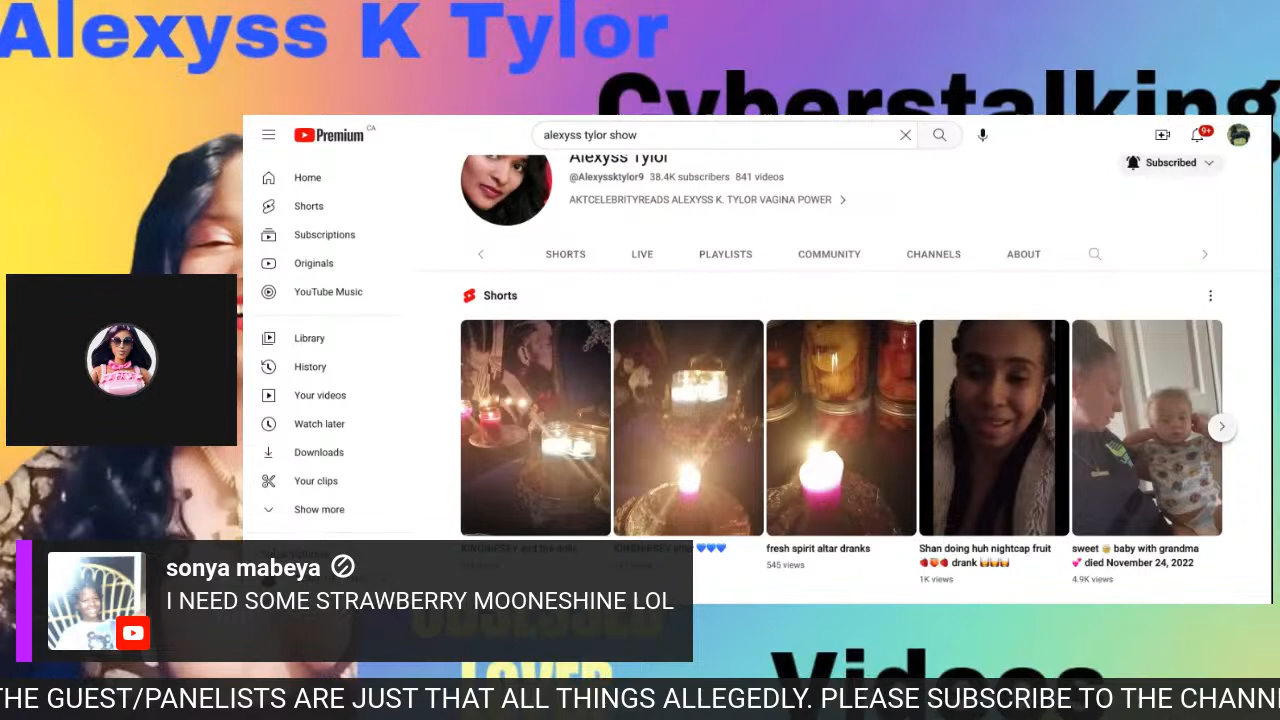 Alexyss K Tylor
Cyberstalking
Premium CA
alexyss tylor show
9+
Home
Shorts
Subscriptions
Originals
YouTube Music
Library
History
Your videos
Watch later
Downloads
Your clips
Show more
Alexyss Tylor
@Alexyssktylor9 38.4K subscribers 841 videos
AKTCELEBRITYREADS ALEXYSS K. TYLOR VAGINA POWER
Subscribed
SHORTS LIVE PLAYLISTS COMMUNITY CHANNELS ABOUT
Shorts
fresh spirit altar dranks
545 views
Shan doing huh nightcap fruit
🍓🍑🍓 drank 🍻🍻🍻
1K views
sweet 🍯 baby with grandma
💕 died November 24, 2022
4.9K views
sonya mabeya
I NEED SOME STRAWBERRY MOONESHINE LOL
OBSESSED
LOVER
Videos
THE GUEST/PANELISTS ARE JUST THAT ALL THINGS ALLEGEDLY. PLEASE SUBSCRIBE TO THE CHANN